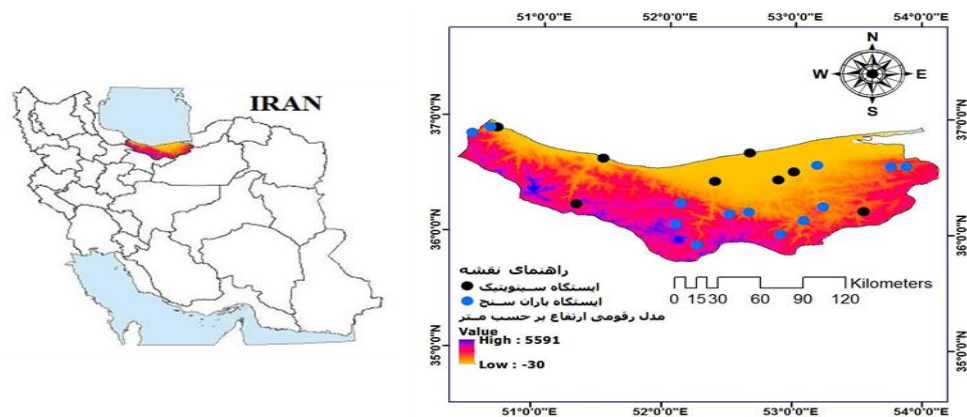 IRAN
51°0'0"E 52°0'0"E 53°0'0"E 54°0'0"E
N
W E
S
37°0'0"N
36°0'0"N
35°0'0"N
37°0'0"N
36°0'0"N
35°0'0"N
راهنمای نقشه
ایستگاه سینوپتیک
ایستگاه باران سنج
مدل رقومی ارتفاع بر حسب متر
Value
High : 5591
Low : -30
Kilometers
0 15 30 60 90 120
51°0'0"E 52°0'0"E 53°0'0"E 54°0'0"E